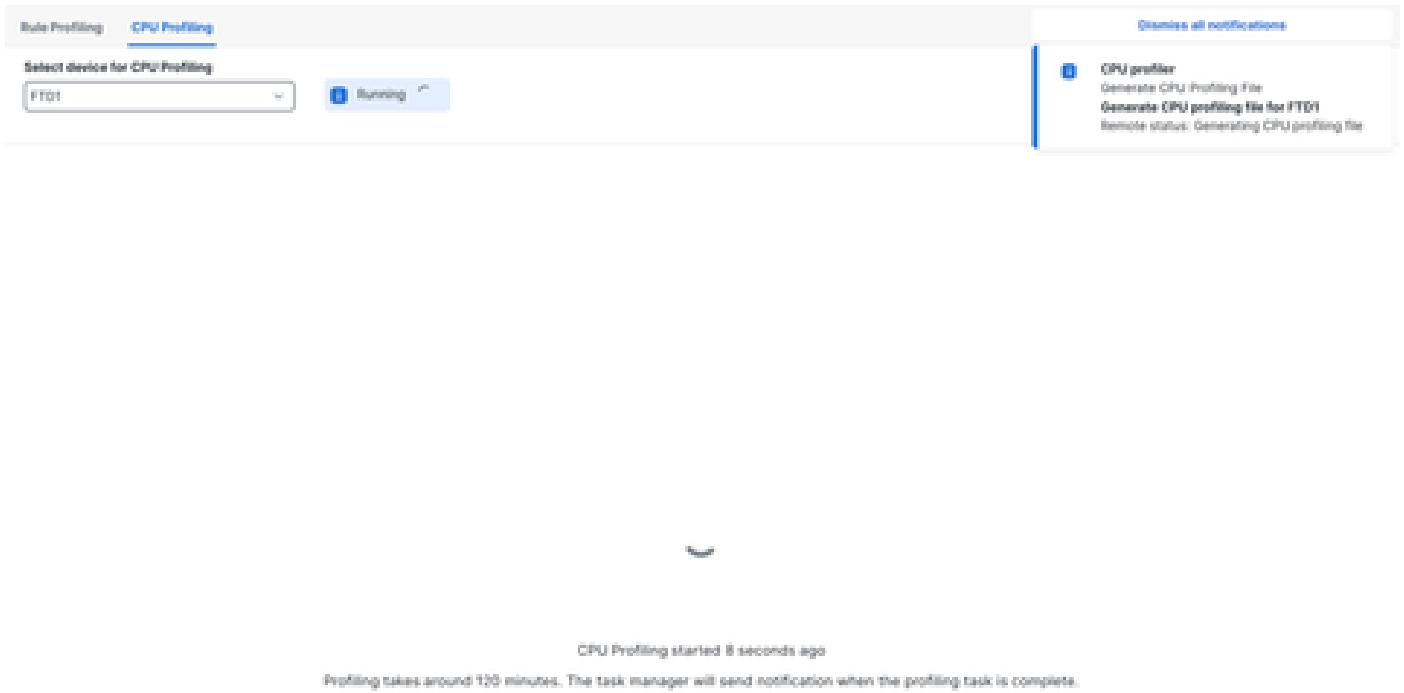 Rule Profiling
CPU Profiling
Dismiss all notifications
Select device for CPU Profiling
FTD1
Running
CPU profiler
Generate CPU Profiling File
Generate CPU profiling file for FTD1
Remote status: Generating CPU profiling file
CPU Profiling started 8 seconds ago
Profiling takes around 120 minutes. The task manager will send notification when the profiling task is complete.